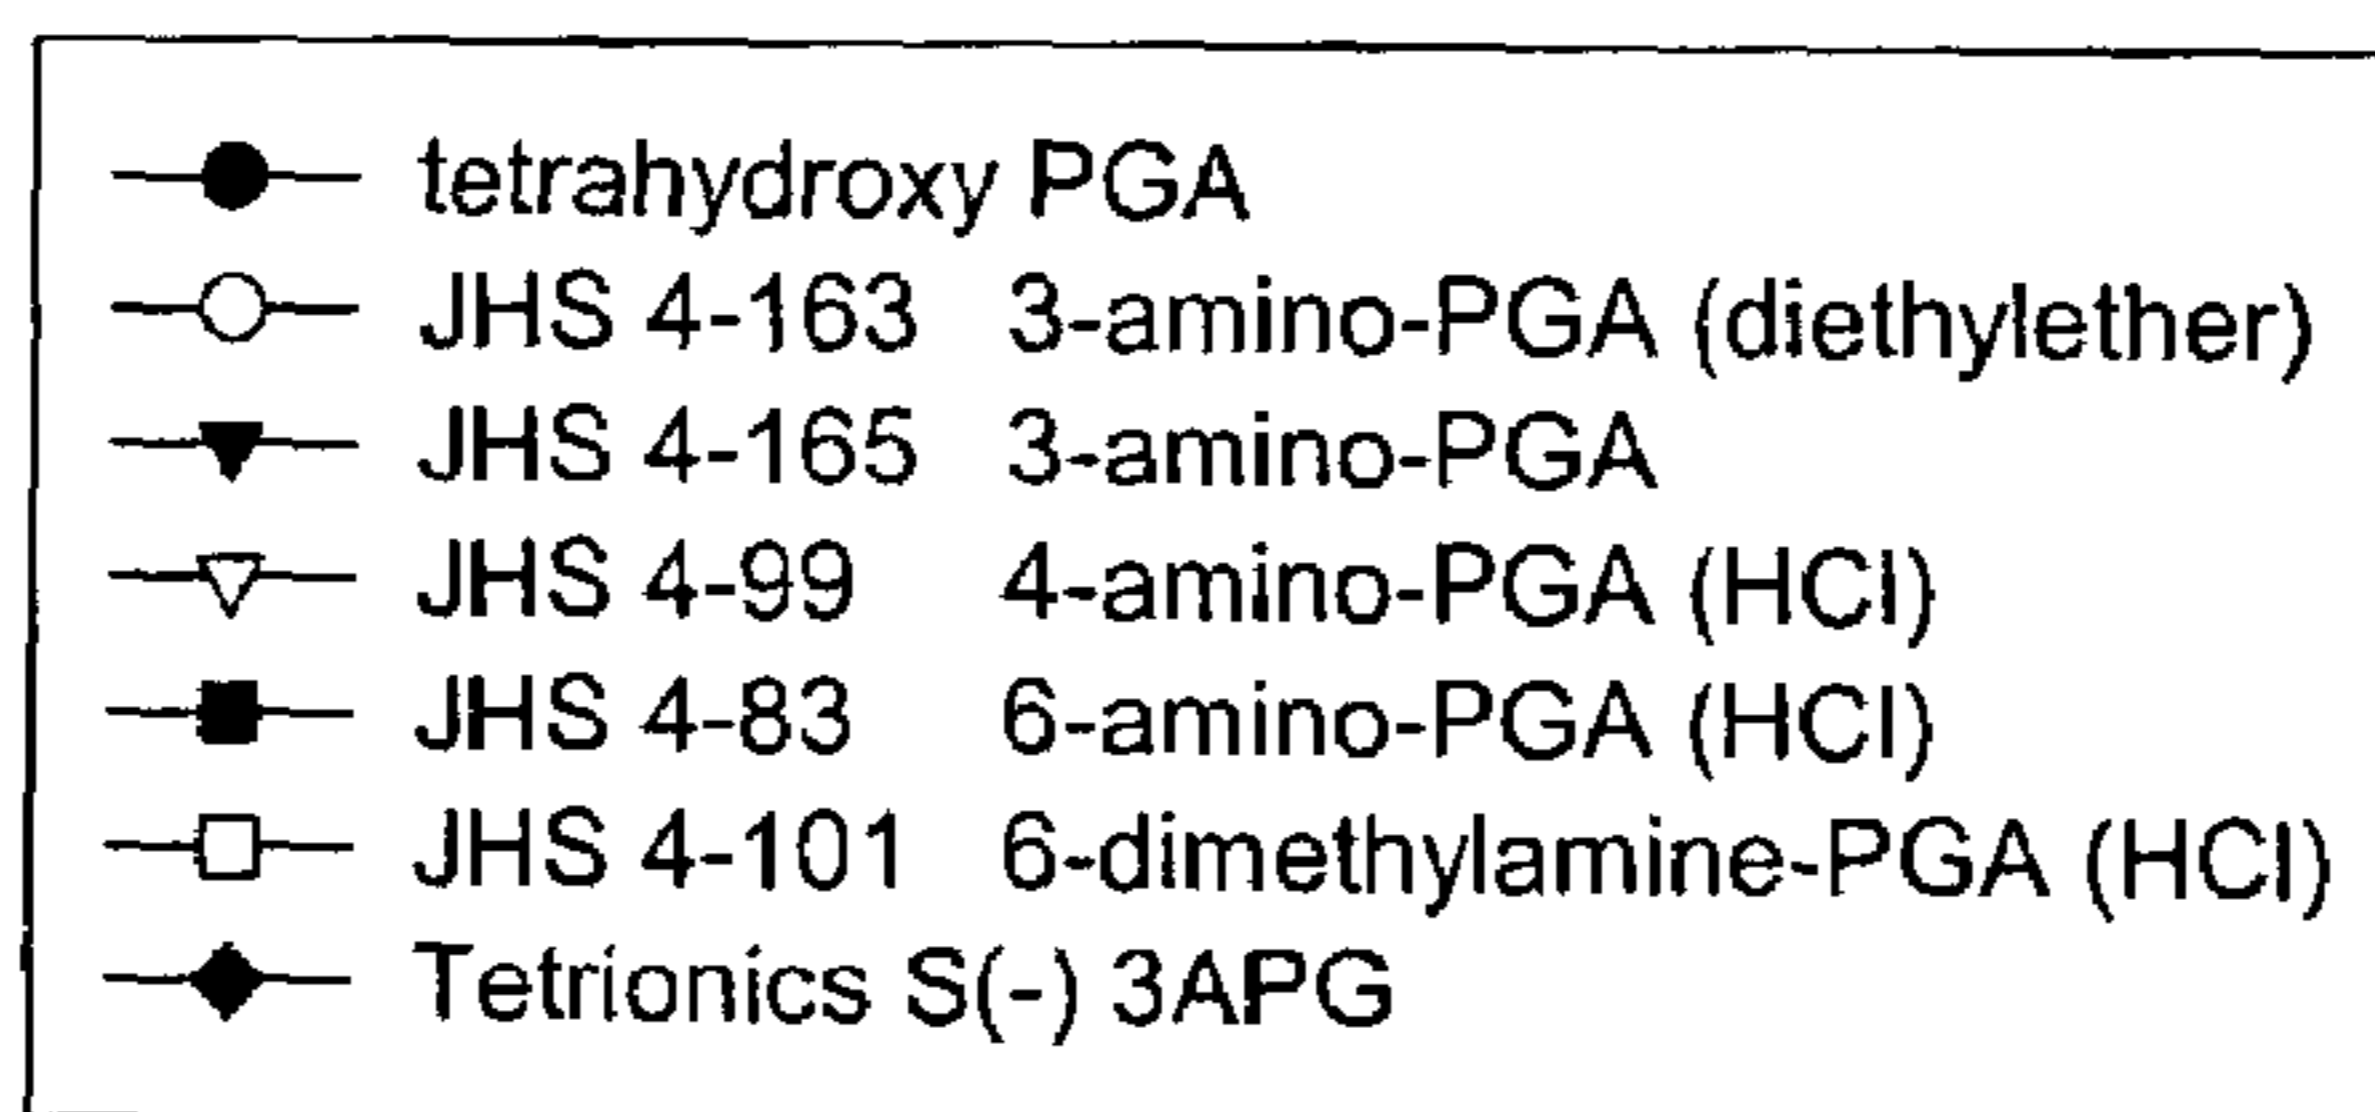 tetrahydroxy PGA
JHS 4-163 3-amino-PGA (diethylether)
JHS 4-165 3-amino-PGA
JHS 4-99 4-amino-PGA (HCl)
JHS 4-83 6-amino-PGA (HCl)
JHS 4-101 6-dimethylamine-PGA (HCl)
Tetrionics S(-) 3APG